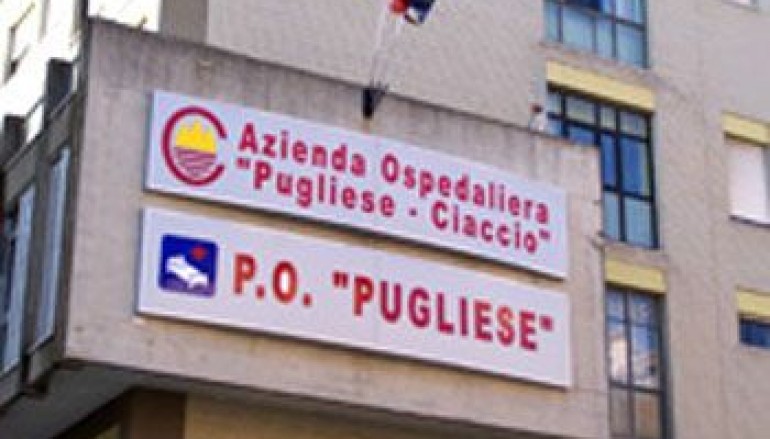 Azienda Ospedaliera
"Pugliese - Ciaccio"
P.O. "PUGLIESE"